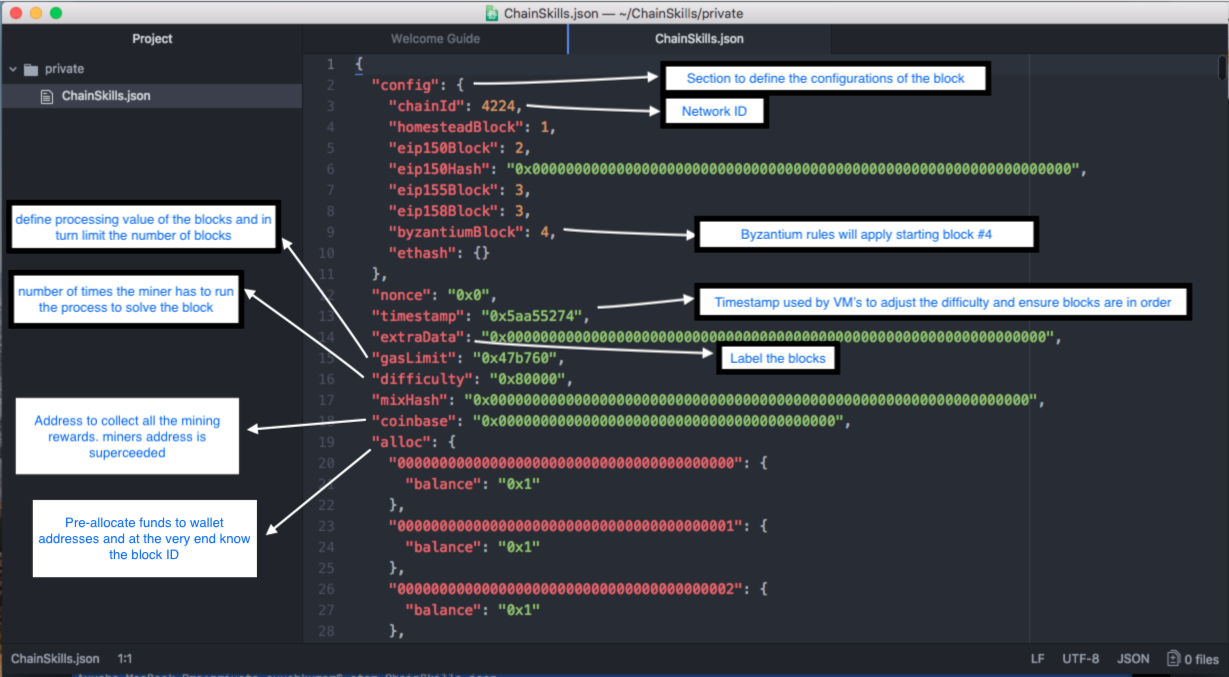 ChainSkills.json — ~/ChainSkills/private
Project
Welcome Guide
ChainSkills.json
private
ChainSkills.json
1 {
2 "config": {
Section to define the configurations of the block
3 "chainId": 4224,
Network ID
4 "homesteadBlock": 1,
5 "eip150Block": 2,
6 "eip150Hash": "0x0000000000000000000000000000000000000000000000000000000000000000",
7 "eip155Block": 3,
8 "eip158Block": 3,
9 "byzantiumBlock": 4,
Byzantium rules will apply starting block #4
10 "ethash": {}
11 },
12 "nonce": "0x0",
13 "timestamp": "0x5aa55274",
Timestamp used by VM's to adjust the difficulty and ensure blocks are in order
14 "extraData": "0x0000000000000000000000000000000000000000000000000000000000000000",
Label the blocks
15 "gasLimit": "0x47b760",
16 "difficulty": "0x80000",
17 "mixHash": "0x0000000000000000000000000000000000000000000000000000000000000000",
18 "coinbase": "0x0000000000000000000000000000000000000000",
19 "alloc": {
20 "0000000000000000000000000000000000000000": {
21 "balance": "0x1"
22 },
23 "0000000000000000000000000000000000000001": {
24 "balance": "0x1"
25 },
26 "0000000000000000000000000000000000000002": {
27 "balance": "0x1"
28 },
define processing value of the blocks and in
turn limit the number of blocks
number of times the miner has to run
the process to solve the block
Address to collect all the mining
rewards. miners address is
superceeded
Pre-allocate funds to wallet
addresses and at the very end know
the block ID
ChainSkills.json 1:1
LF UTF-8 JSON 0 files